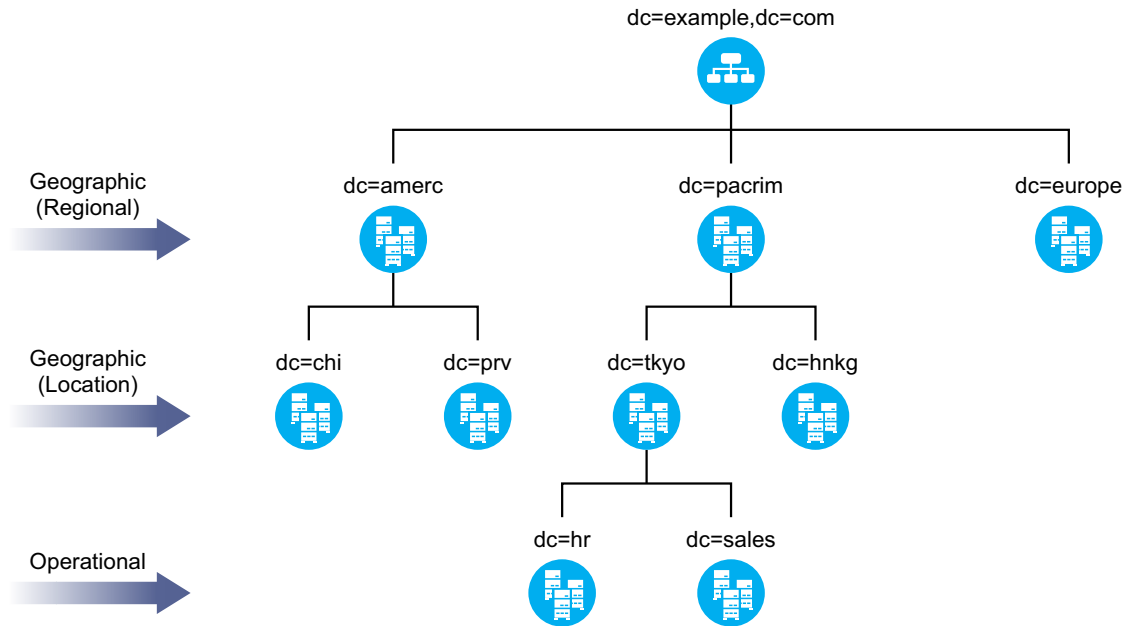 dc=example,dc=com
Geographic
(Regional)
dc=amerc
dc=pacrim
dc=europe
Geographic
(Location)
dc=chi
dc=prv
dc=tkyo
dc=hnkg
Operational
dc=hr
dc=sales